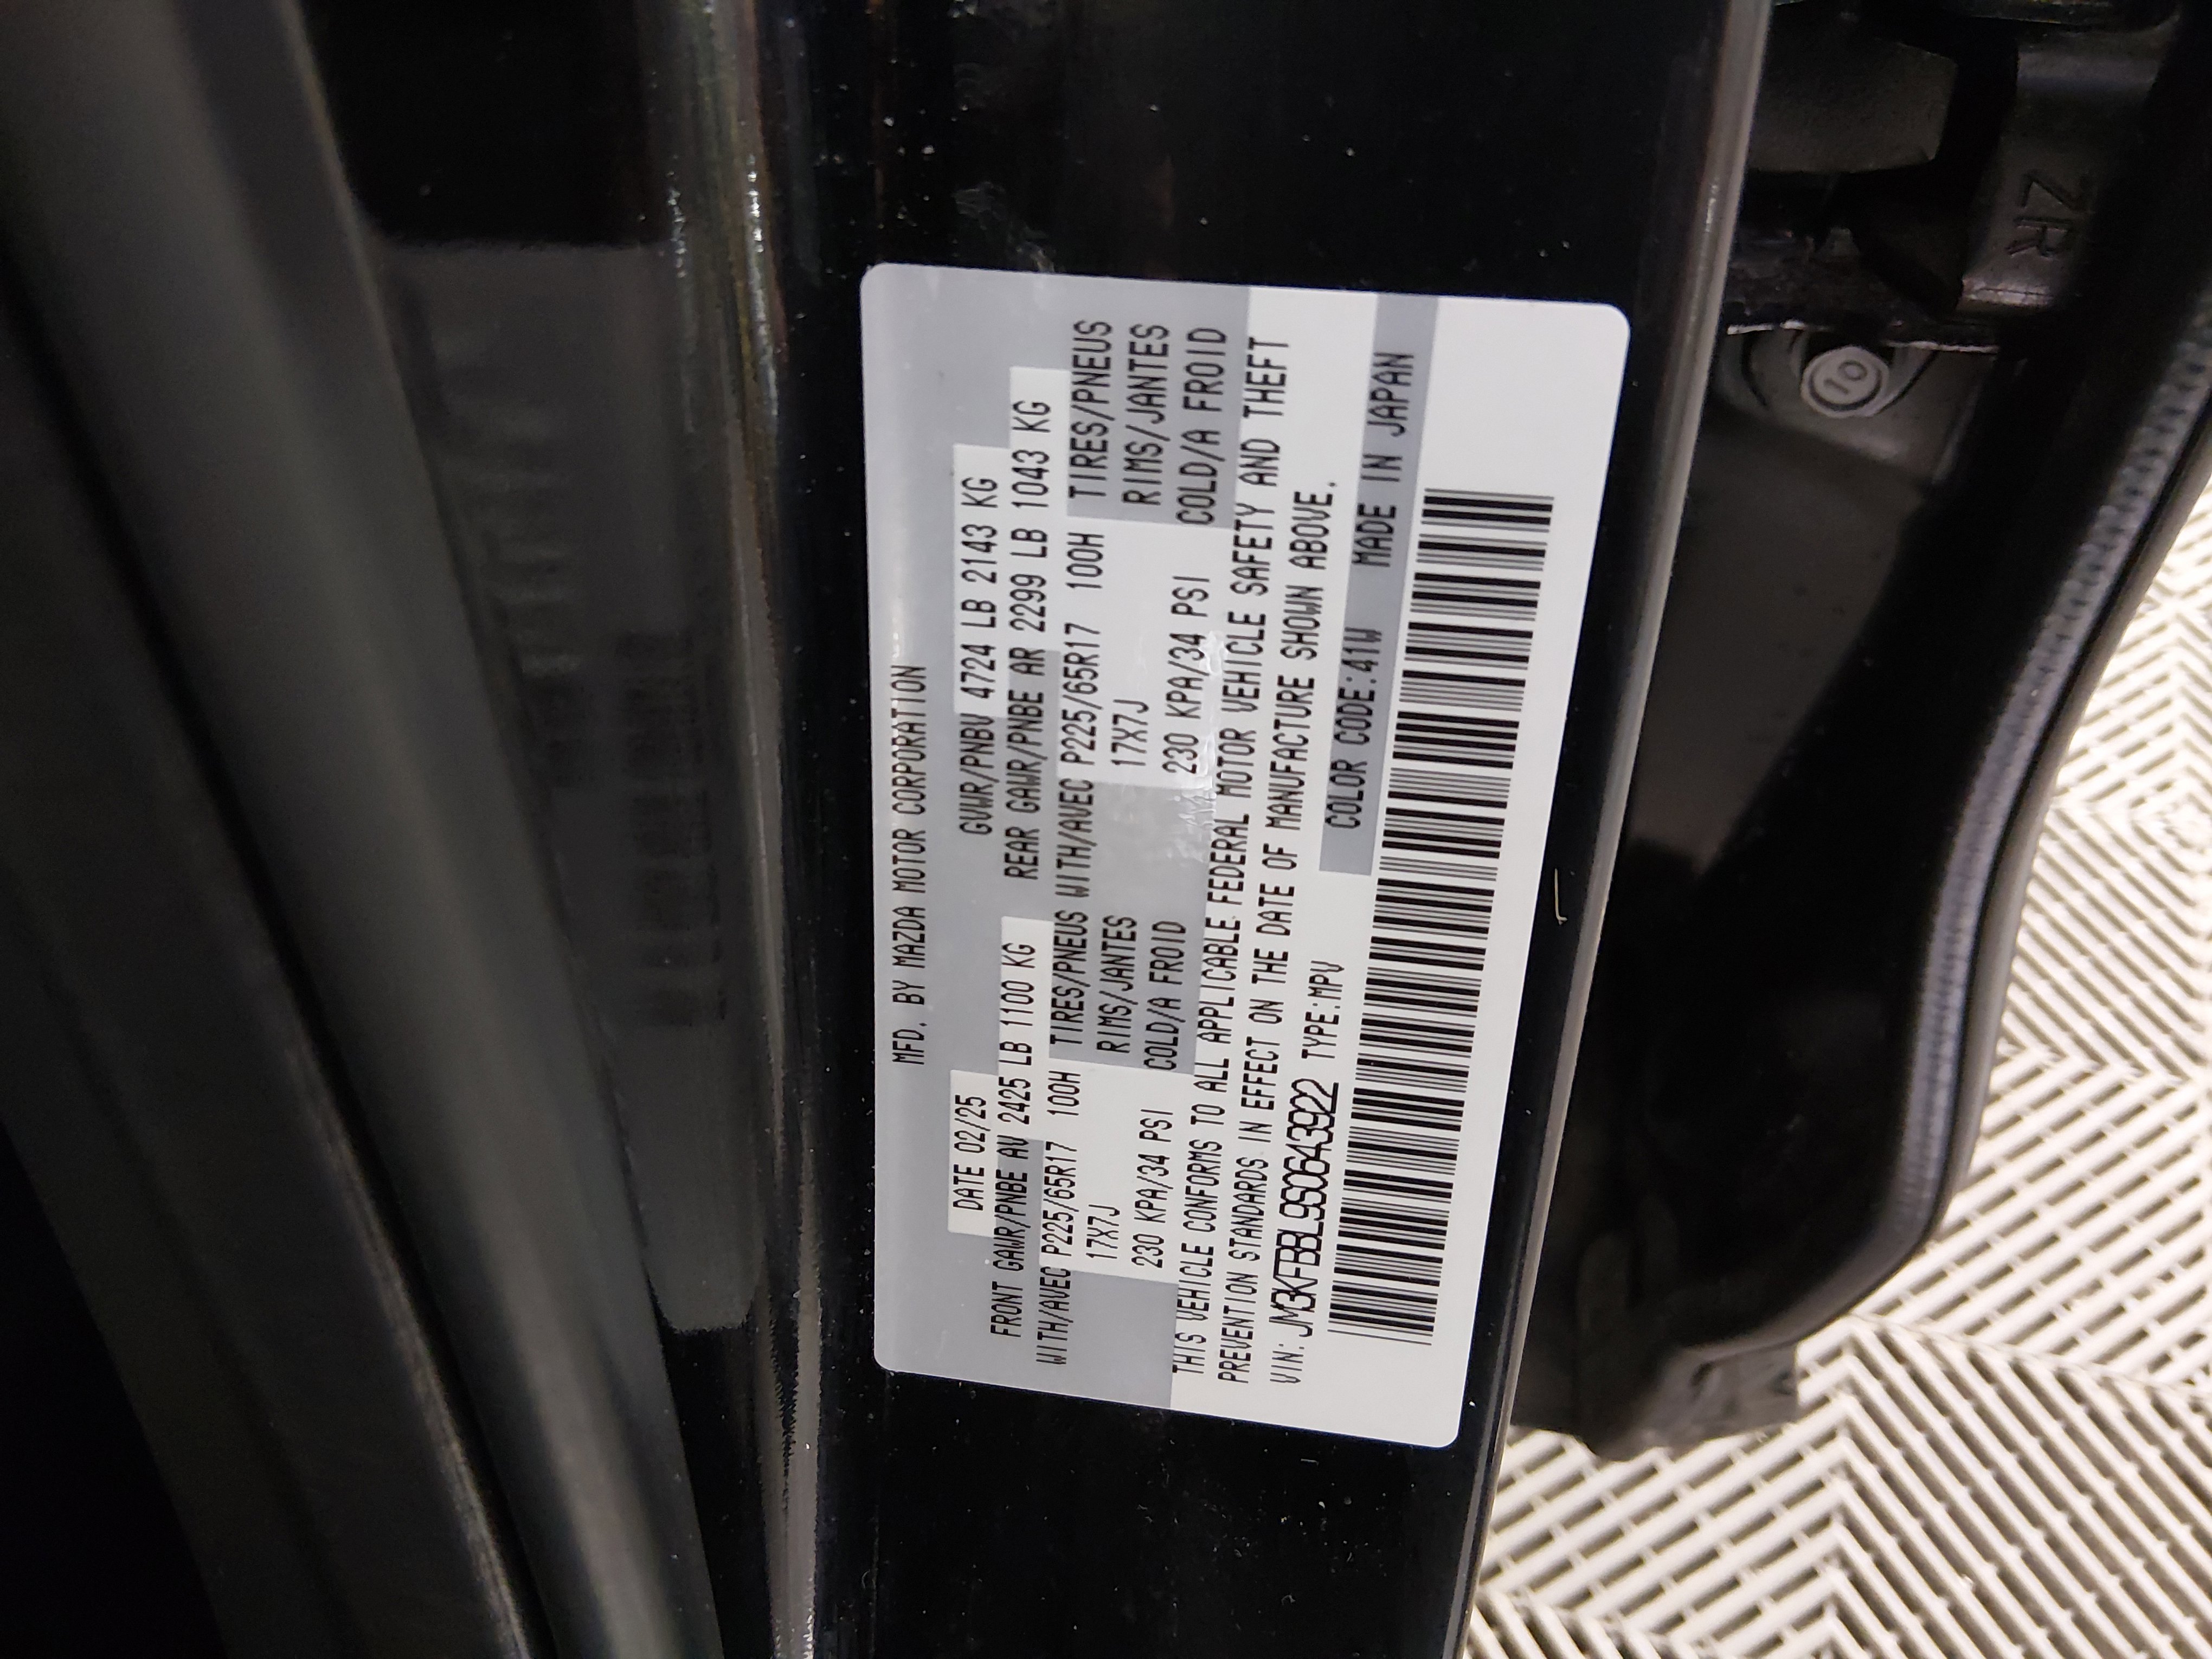 MFD. BY MAZDA MOTOR CORPORATION
DATE 02/25 GVWR/PNBV 4724 LB 2143 KG
FRONT GAWR/PNBE AV 2425 LB 1100 KG REAR GAWR/PNBE AR 2299 LB 1043 KG
WITH/AVEC P225/65R17 100H TIRES/PNEUS WITH/AVEC P225/65R17 100H TIRES/PNEUS
17X7J RIMS/JANTES 17X7J RIMS/JANTES
230 KPA/34 PSI COLD/A FROID 230 KPA/34 PSI COLD/A FROID
THIS VEHICLE CONFORMS TO ALL APPLICABLE FEDERAL MOTOR VEHICLE SAFETY AND THEFT
PREVENTION STANDARDS IN EFFECT ON THE DATE OF MANUFACTURE SHOWN ABOVE.
VIN: JM3KFBBL9S0643922 TYPE:MPV
COLOR CODE:41W MADE IN JAPAN
ZR
10